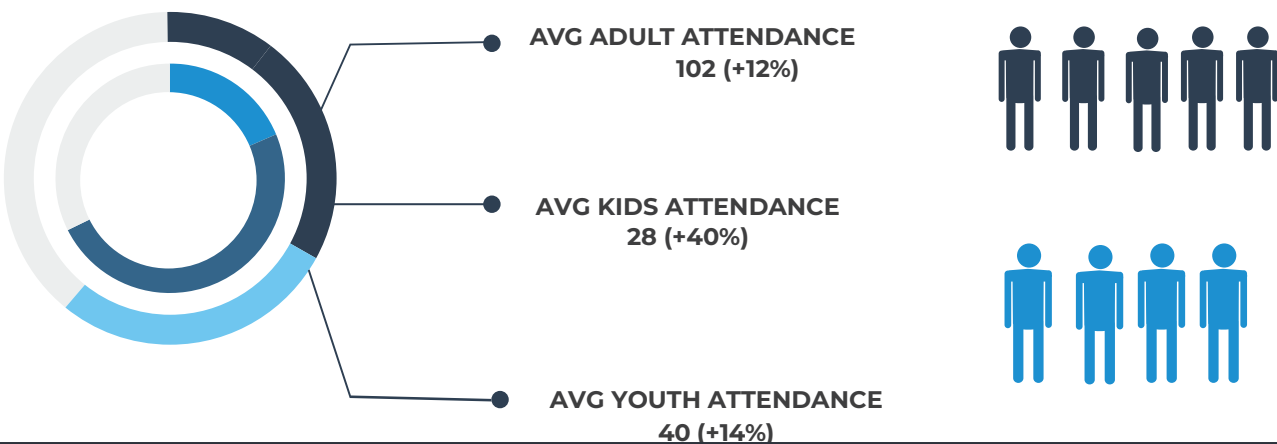 AVG ADULT ATTENDANCE
102 (+12%)
AVG KIDS ATTENDANCE
28 (+40%)
AVG YOUTH ATTENDANCE
40 (+14%)